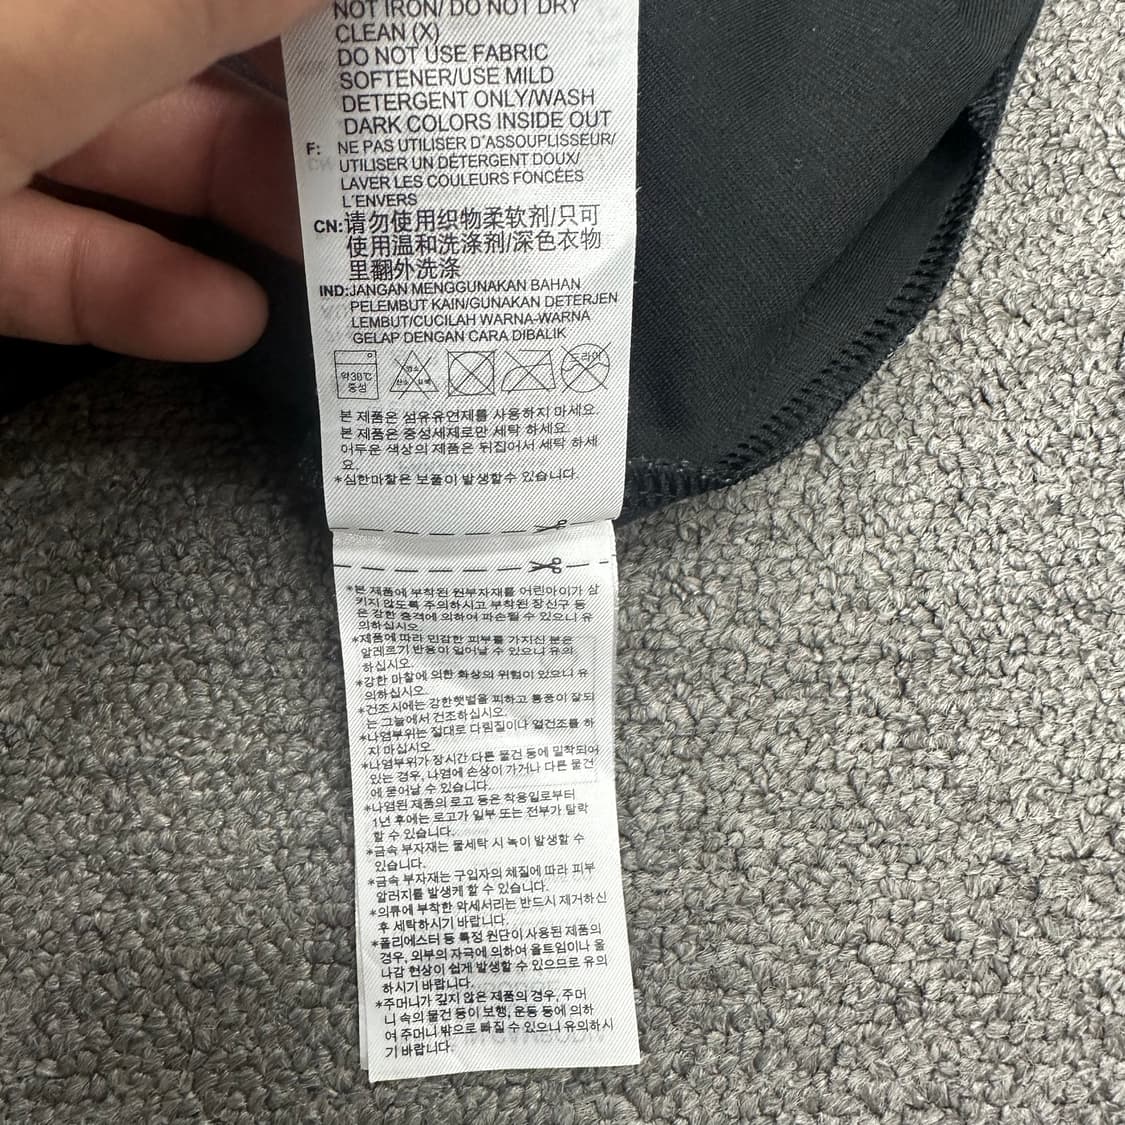 NOT IRON/ DO NOT DRY
CLEAN (X)
DO NOT USE FABRIC
SOFTENER/USE MILD
DETERGENT ONLY/WASH
DARK COLORS INSIDE OUT
F: NE PAS UTILISER D'ASSOUPLISSEUR/
UTILISER UN DÉTERGENT DOUX/
LAVER LES COULEURS FONCÉES
L'ENVERS
CN:请勿使用织物柔软剂/只可
使用温和洗涤剂/深色衣物
里翻外洗涤
IND:JANGAN MENGGUNAKAN BAHAN
PELEMBUT KAIN/GUNAKAN DETERJEN
LEMBUT/CUCILAH WARNA-WARNA
GELAP DENGAN CARA DIBALIK
약30℃
중성
염소
산소 표백
드라이
본 제품은 섬유유연제를 사용하지 마세요.
본 제품은 중성세제로만 세탁 하세요.
어두운 색상의 제품은 뒤집어서 세탁 하세
요.
*심한마찰은 보풀이 발생할수 있습니다.
*본 제품에 부착된 원부자재를 어린아이가 삼
키지 않도록 주의하시고 부착된 장신구 등
은 강한 충격에 의하여 파손될 수 있으니 유
의하십시오.
*제품에 따라 민감한 피부를 가지신 분은
알레르기 반응이 일어날 수 있으니 유의
하십시오.
*강한 마찰에 의한 화상의 위험이 있으니 유
의하십시오.
*건조시에는 강한햇볕을 피하고 통풍이 잘되
는 그늘에서 건조하십시오.
*나염부위는 절대로 다림질이나 열건조를 하
지 마십시오.
*나염부위가 장시간 다른 물건 등에 밀착되어
있는 경우, 나염에 손상이 가거나 다른 물건
에 묻어날 수 있습니다.
*나염된 제품의 로고 등은 착용일로부터
1년 후에는 로고가 일부 또는 전부가 탈락
할 수 있습니다.
*금속 부자재는 물세탁 시 녹이 발생할 수
있습니다.
*금속 부자재는 구입자의 체질에 따라 피부
알러지를 발생케 할 수 있습니다.
*의류에 부착한 악세서리는 반드시 제거하신
후 세탁하시기 바랍니다.
*폴리에스터 등 특정 원단이 사용된 제품의
경우, 외부의 자극에 의하여 올트임이나 올
나감 현상이 쉽게 발생할 수 있으므로 유의
하시기 바랍니다.
*주머니가 깊지 않은 제품의 경우, 주머
니 속의 물건 등이 보행, 운동 등에 의하
여 주머니 밖으로 빠질 수 있으니 유의하시
기 바랍니다.